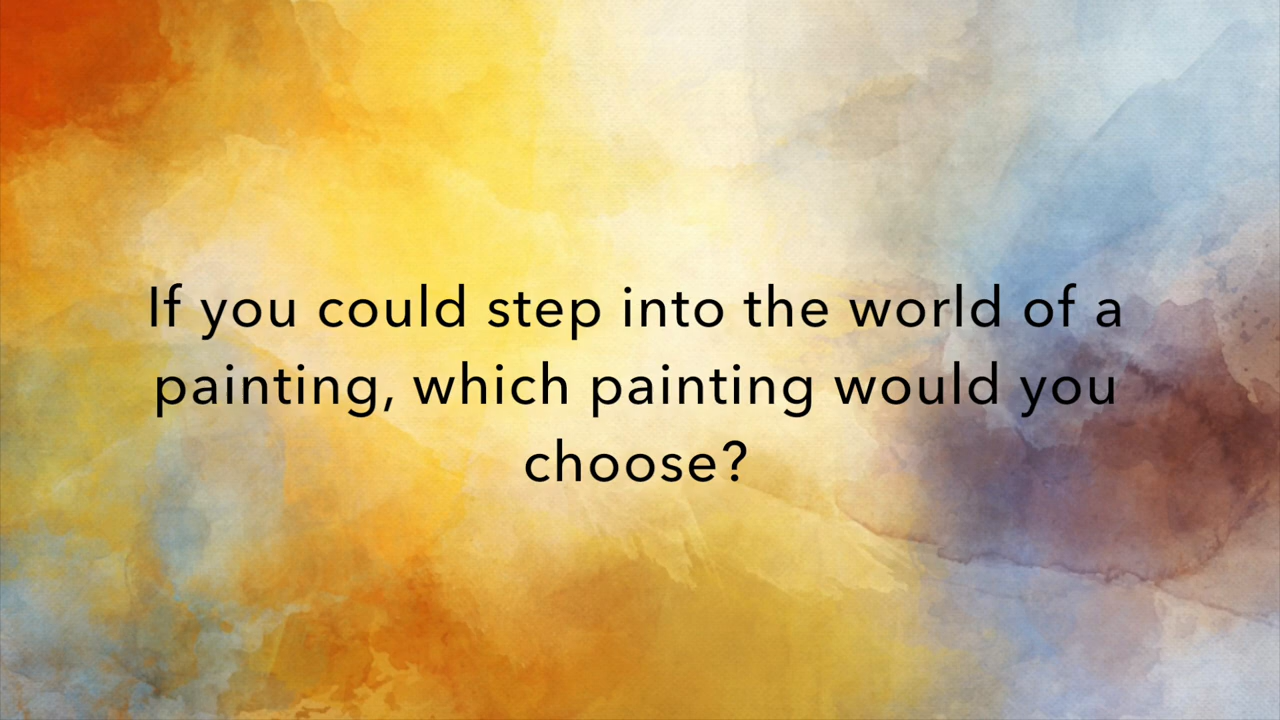 If you could step into the world of a
painting, which painting would you
choose?